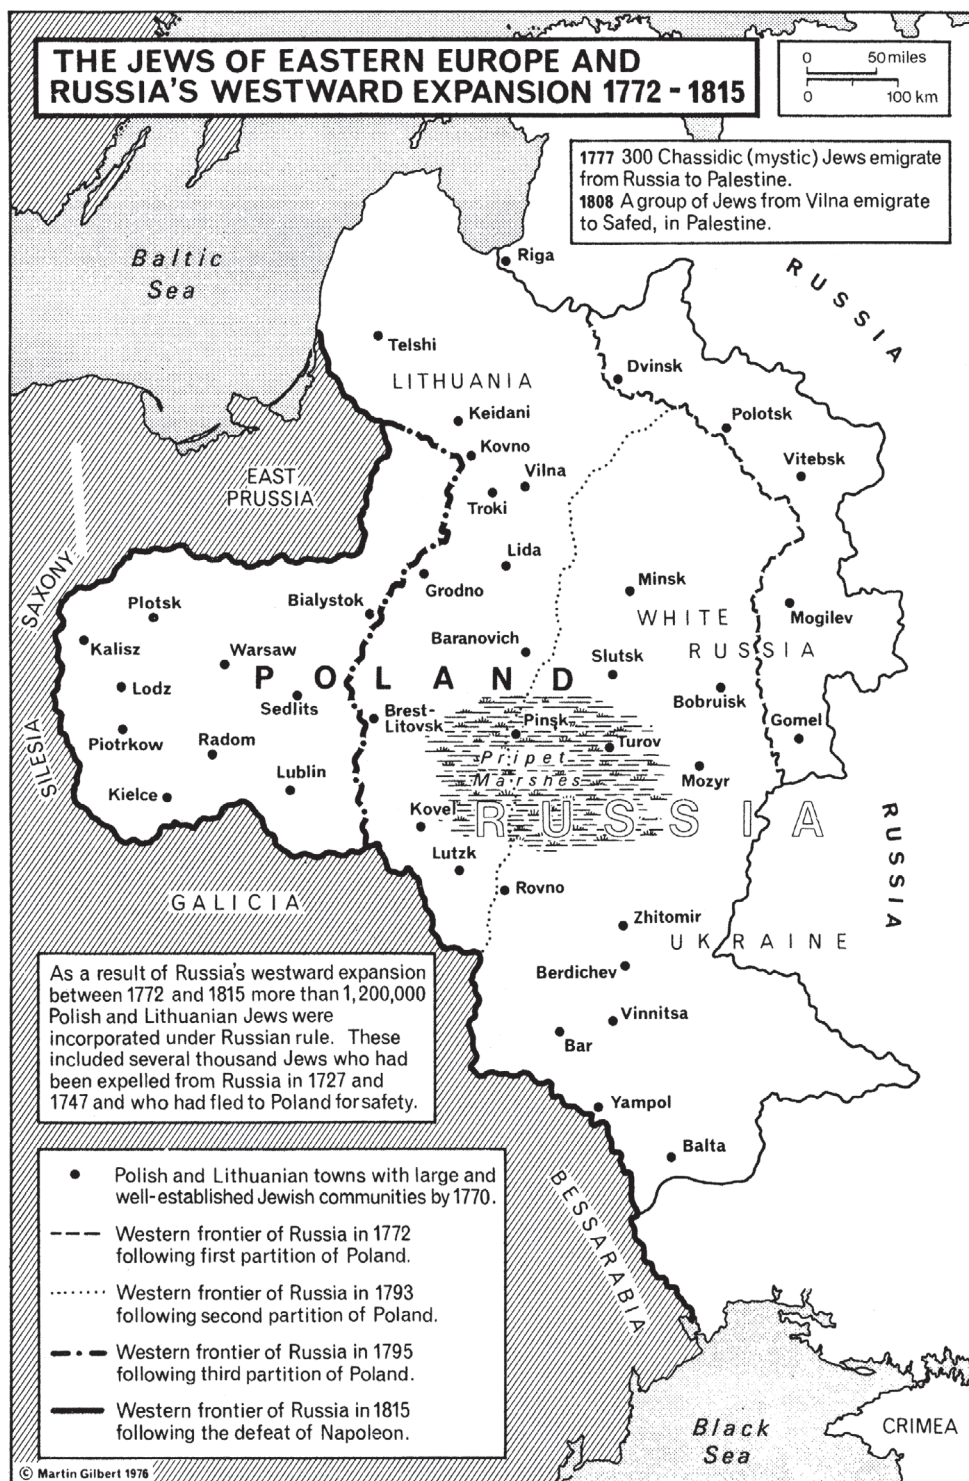 THE JEWS OF EASTERN EUROPE AND
RUSSIA'S WESTWARD EXPANSION 1772 - 1815
0 50 miles
0 100 km
1777 300 Chassidic (mystic) Jews emigrate
from Russia to Palestine.
1808 A group of Jews from Vilna emigrate
to Safed, in Palestine.
Baltic
Sea
Riga
RUSSIA
Telshi
LITHUANIA
Dvinsk
Keidani
Polotsk
Kovno
Vitebsk
EAST
PRUSSIA
Vilna
Troki
Lida
SAXONY
Minsk
Plotsk
Bialystok
Grodno
WHITE
Mogilev
Kalisz
Warsaw
Baranovich
RUSSIA
Slutsk
POLAND
Lodz
Sedlits
Bobruisk
Brest-
Litovsk
Pinsk
Gomel
SILESIA
Piotrkow
Radom
Turov
Pripet
Marshes
Lublin
Mozyr
Kielce
Kovel
RUSSIA
RUSSIA
Lutzk
Rovno
GALICIA
Zhitomir
UKRAINE
Berdichev
As a result of Russia's westward expansion
between 1772 and 1815 more than 1,200,000
Polish and Lithuanian Jews were
incorporated under Russian rule. These
included several thousand Jews who had
been expelled from Russia in 1727 and
1747 and who had fled to Poland for safety.
Vinnitsa
Bar
Yampol
Balta
BESSARABIA
Polish and Lithuanian towns with large and
well-established Jewish communities by 1770.
Western frontier of Russia in 1772
following first partition of Poland.
Western frontier of Russia in 1793
following second partition of Poland.
Western frontier of Russia in 1795
following third partition of Poland.
Western frontier of Russia in 1815
following the defeat of Napoleon.
Black
Sea
CRIMEA
© Martin Gilbert 1976